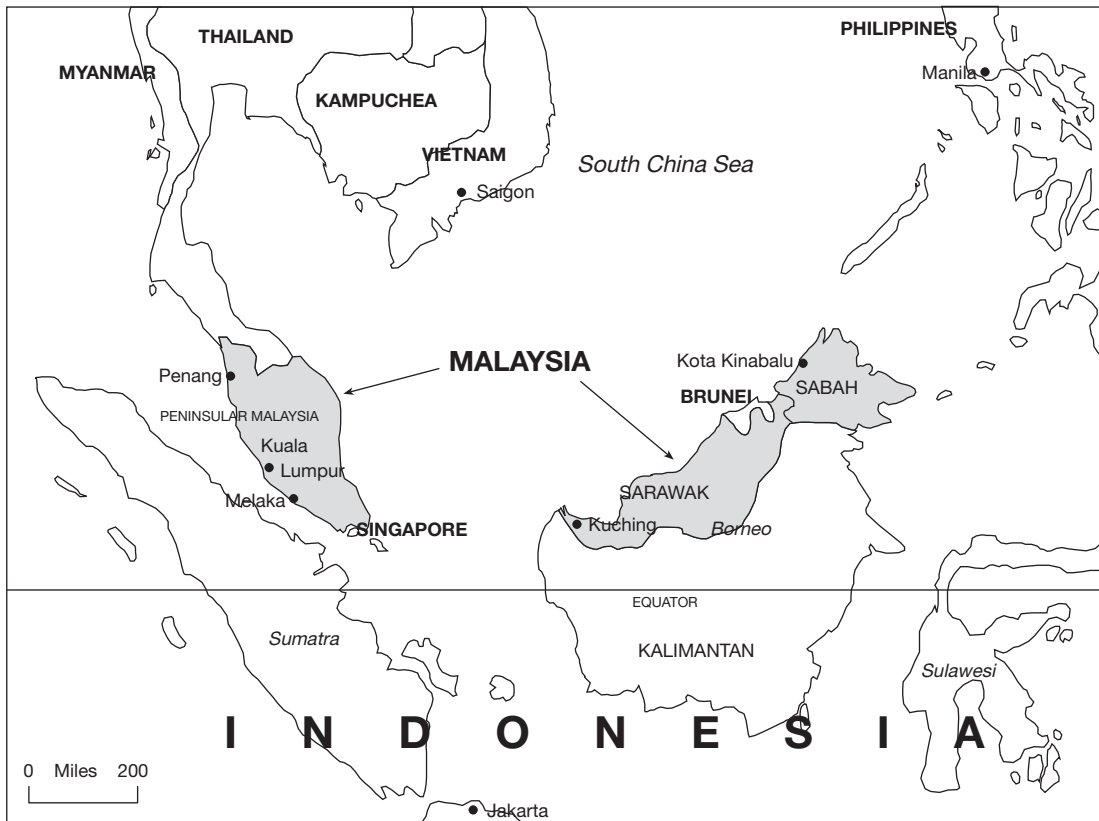 THAILAND
PHILIPPINES
MYANMAR
Manila
KAMPUCHEA
VIETNAM
South China Sea
Saigon
MALAYSIA
Kota Kinabalu
Penang
SABAH
BRUNEI
PENINSULAR MALAYSIA
Kuala
Lumpur
SARAWAK
Melaka
Kuching
SINGAPORE
Borneo
EQUATOR
Sumatra
KALIMANTAN
Sulawesi
INDONESIA
0 Miles 200
Jakarta